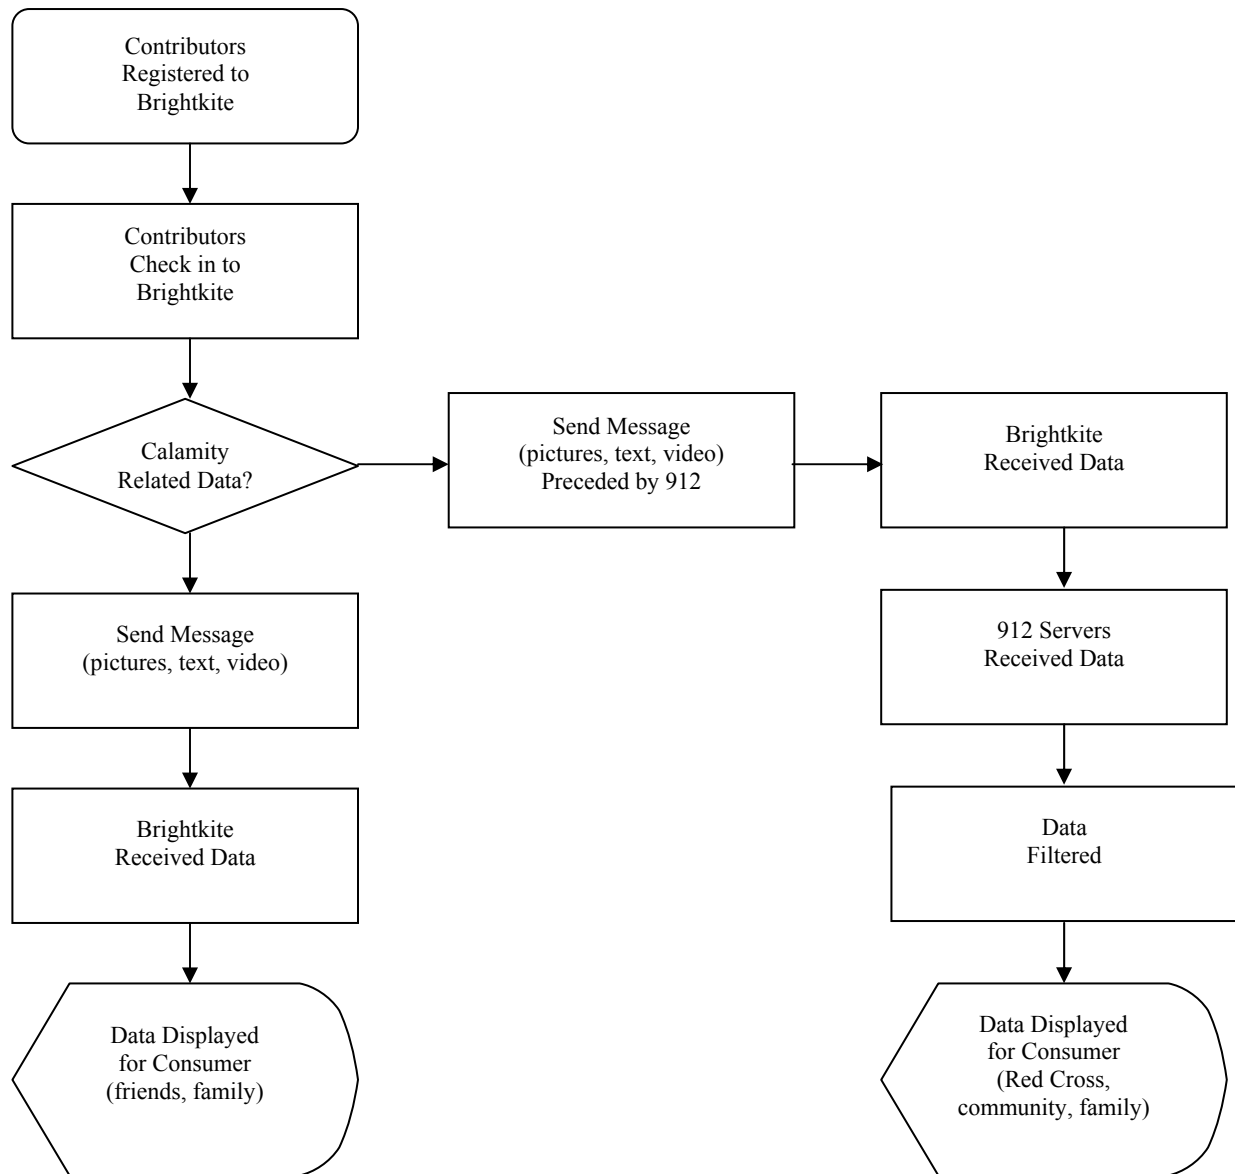 Contributors
Registered to
Brightkite
Contributors
Check in to
Brightkite
Calamity
Related Data?
Send Message
(pictures, text, video)
Preceded by 912
Brightkite
Received Data
Send Message
(pictures, text, video)
912 Servers
Received Data
Brightkite
Received Data
Data
Filtered
Data Displayed
for Consumer
(friends, family)
Data Displayed
for Consumer
(Red Cross,
community, family)